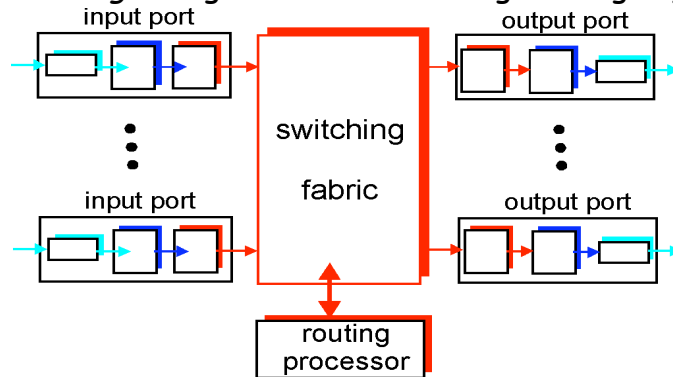 input port
output port
switching
fabric
input port
output port
routing
processor